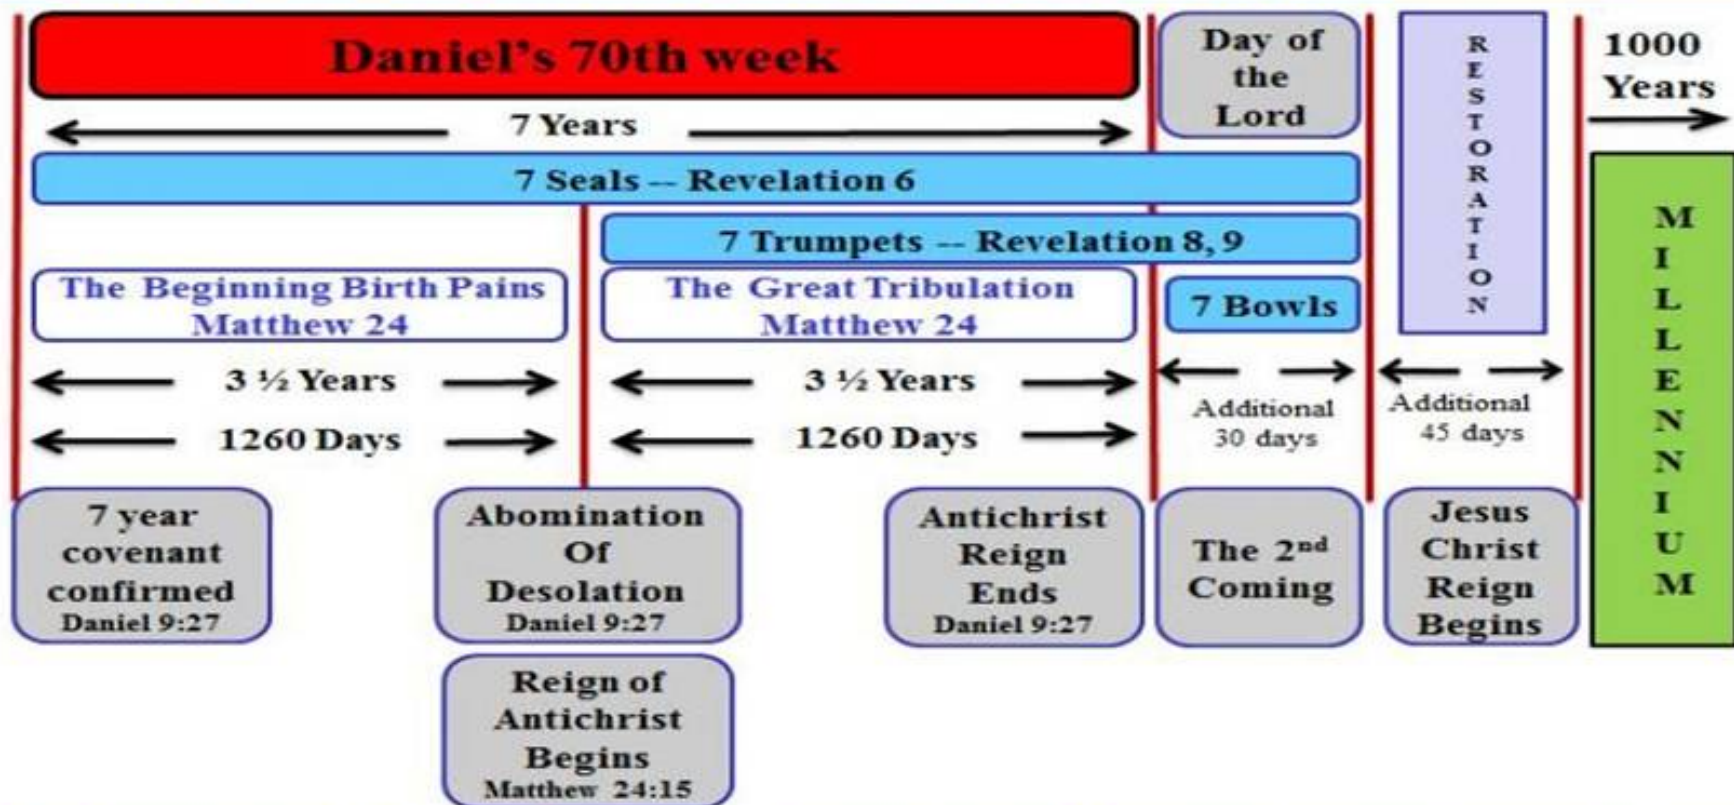 Daniel's 70th week
Day of
the
Lord
RESTORATION
1000
Years
7 Years
7 Seals -- Revelation 6
7 Trumpets -- Revelation 8, 9
The Beginning Birth Pains
Matthew 24
The Great Tribulation
Matthew 24
7 Bowls
MILLENNIUM
3 ½ Years
3 ½ Years
1260 Days
1260 Days
Additional
30 days
Additional
45 days
7 year
covenant
confirmed
Daniel 9:27
Abomination
Of
Desolation
Daniel 9:27
Antichrist
Reign
Ends
Daniel 9:27
The 2nd
Coming
Jesus
Christ
Reign
Begins
Reign of
Antichrist
Begins
Matthew 24:15